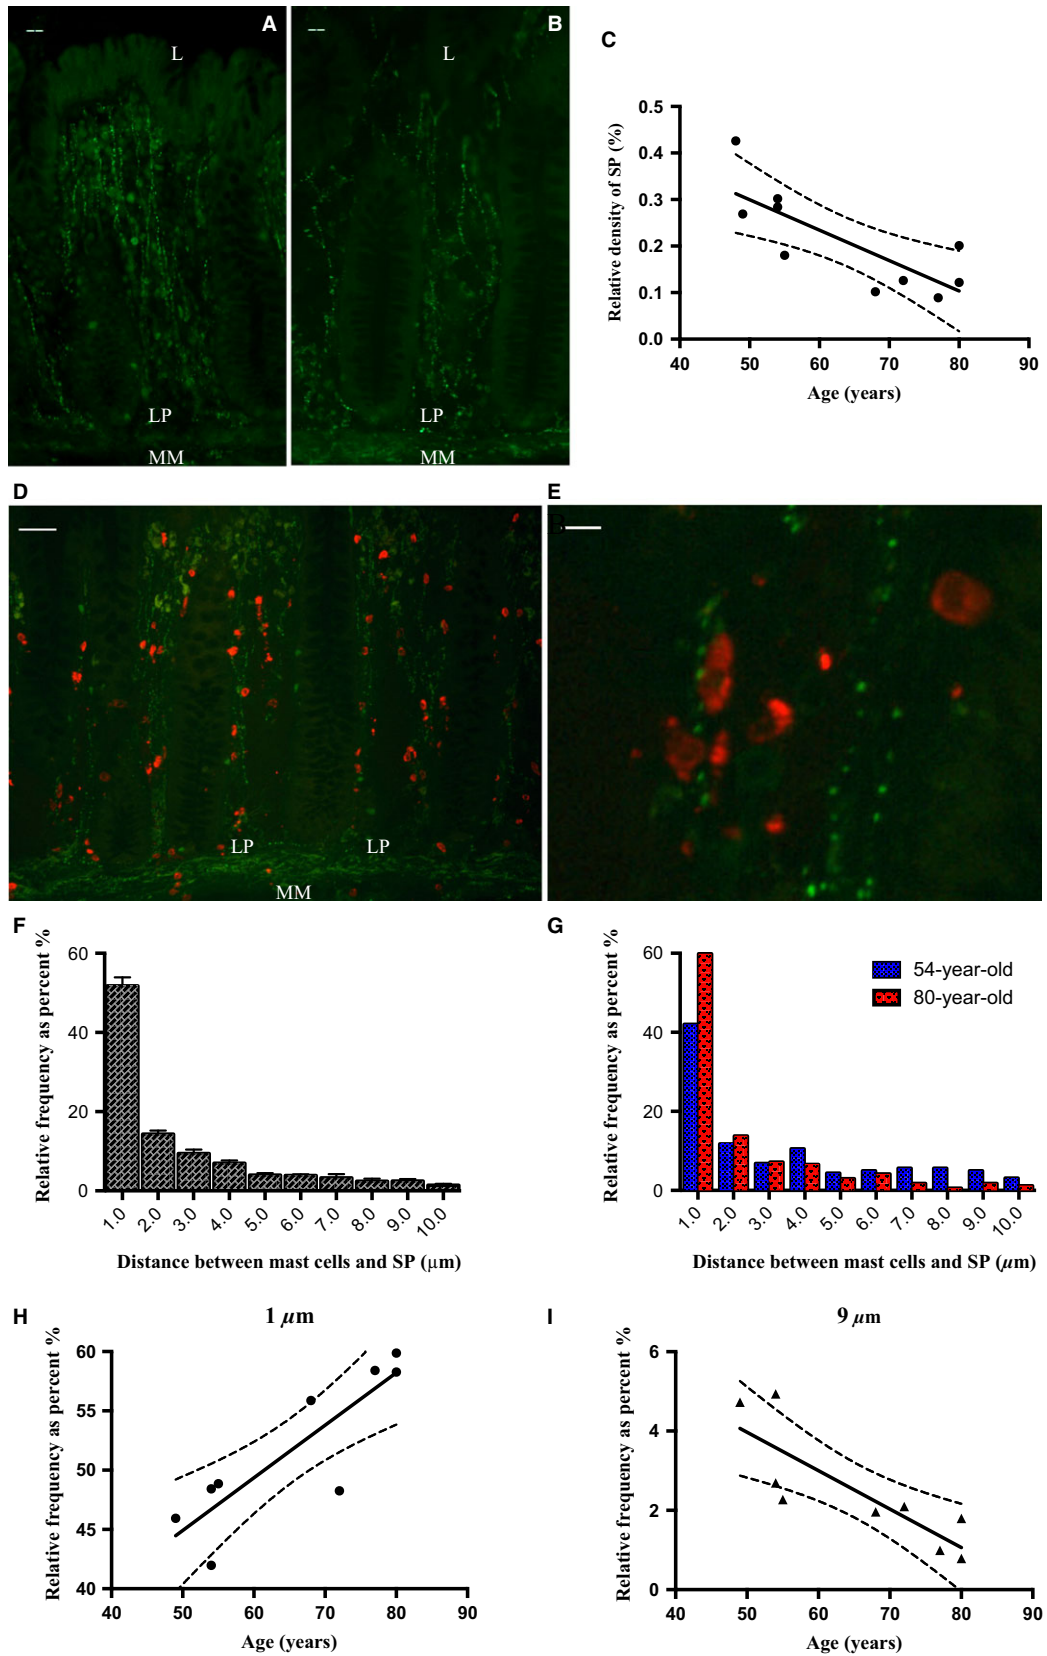 A
L
LP
MM
B
L
LP
MM
C
Relative density of SP (%)
0.5
0.4
0.3
0.2
0.1
0.0
40 50 60 70 80 90
Age (years)
D
LP LP
MM
E
F
Relative frequency as percent %
60
40
20
0
1.0 2.0 3.0 4.0 5.0 6.0 7.0 8.0 9.0 10.0
Distance between mast cells and SP (μm)
G
Relative frequency as percent %
60
40
20
0
54-year-old
80-year-old
1.0 2.0 3.0 4.0 5.0 6.0 7.0 8.0 9.0 10.0
Distance between mast cells and SP (μm)
H
1 μm
Relative frequency as percent %
60
55
50
45
40
40 50 60 70 80 90
Age (years)
I
9 μm
Relative frequency as percent %
6
4
2
0
40 50 60 70 80 90
Age (years)